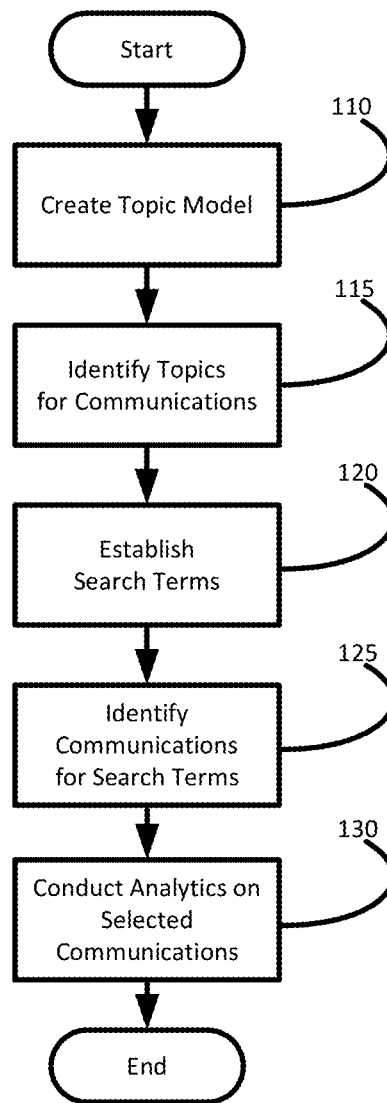 Start
110
Create Topic Model
115
Identify Topics
for Communications
120
Establish
Search Terms
125
Identify
Communications
for Search Terms
130
Conduct Analytics on
Selected
Communications
End